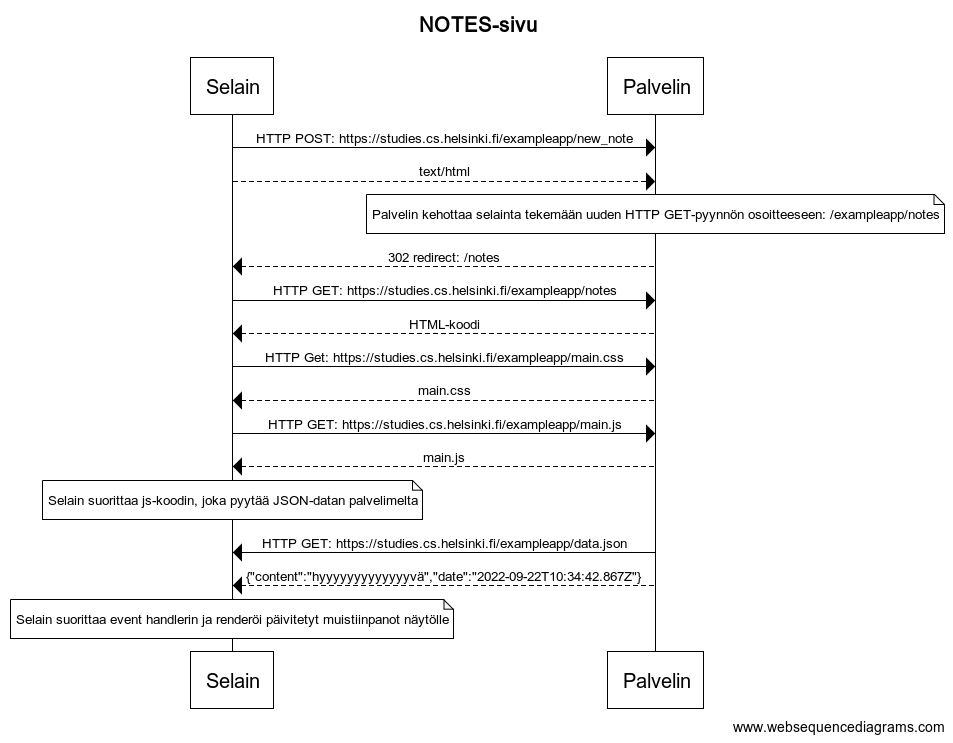 NOTES-sivu
Selain
Palvelin
HTTP POST: https://studies.cs.helsinki.fi/exampleapp/new_note
text/html
Palvelin kehottaa selainta tekemään uuden HTTP GET-pyynnön osoitteeseen: /exampleapp/notes
302 redirect: /notes
HTTP GET: https://studies.cs.helsinki.fi/exampleapp/notes
HTML-koodi
HTTP Get: https://studies.cs.helsinki.fi/exampleapp/main.css
main.css
HTTP GET: https://studies.cs.helsinki.fi/exampleapp/main.js
main.js
Selain suorittaa js-koodin, joka pyytää JSON-datan palvelimelta
HTTP GET: https://studies.cs.helsinki.fi/exampleapp/data.json
{"content":"hyyyyyyyyyyyyyvä","date":"2022-09-22T10:34:42.867Z"}
Selain suorittaa event handlerin ja renderöi päivitetyt muistiinpanot näytölle
Selain
Palvelin
www.websequencediagrams.com